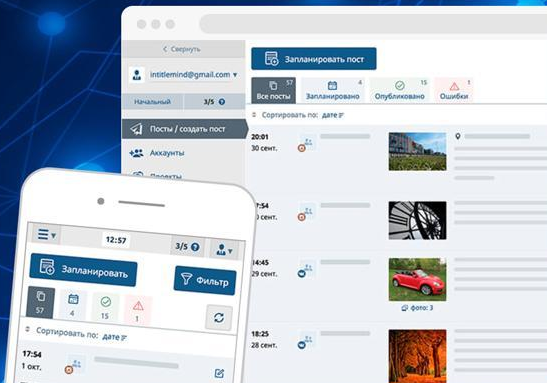 Свернуть
intitlemind@gmail.com
Начальный 3/5 ?
Посты / создать пост
Аккаунты
Проекты
Запланировать пост
57
Все посты
4
Запланировано
15
Опубликовано
1
Ошибки
Сортировать по: дате
20:01
30 сент.
сент.
14:45
29 сент.
фото: 3
18:25
28 сент.
12:57
3/5 ?
Запланировать
Фильтр
57
4
15
1
Сортировать по: дате
17:54
1 окт.